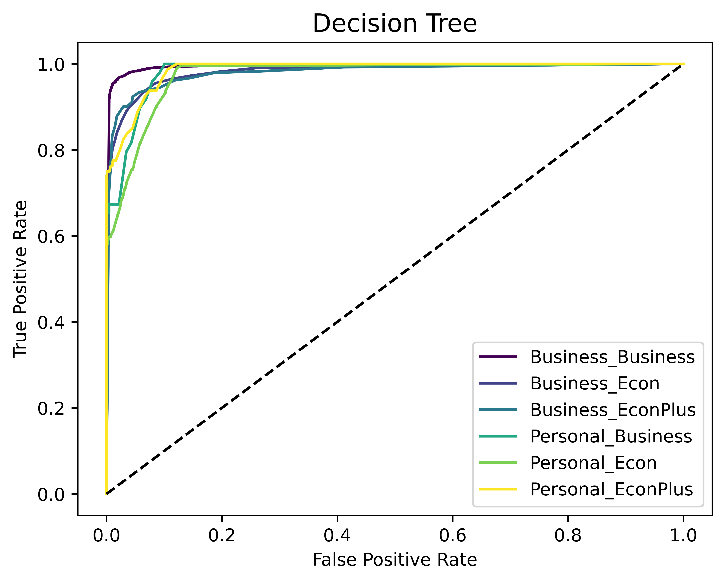 Decision Tree
True Positive Rate
1.0
0.8
0.6
0.4
0.2
0.0
Business_Business
Business_Econ
Business_EconPlus
Personal_Business
Personal_Econ
Personal_EconPlus
0.0 0.2 0.4 0.6 0.8 1.0
False Positive Rate